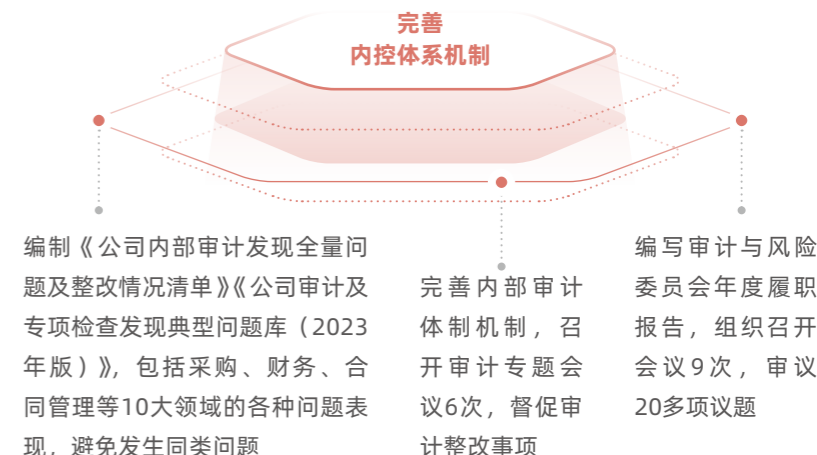 完善
内控体系机制
编制《公司内部审计发现全量问
题及整改情况清单》《公司审计及
专项检查发现典型问题库（2023
年版）》，包括采购、财务、合
同管理等10大领域的各种问题表
现，避免发生同类问题
完善内部审计
体制机制，召
开审计专题会
议6次，督促审
计整改事项
编写审计与风险
委员会年度履职
报告，组织召开
会议9次，审议
20多项议题